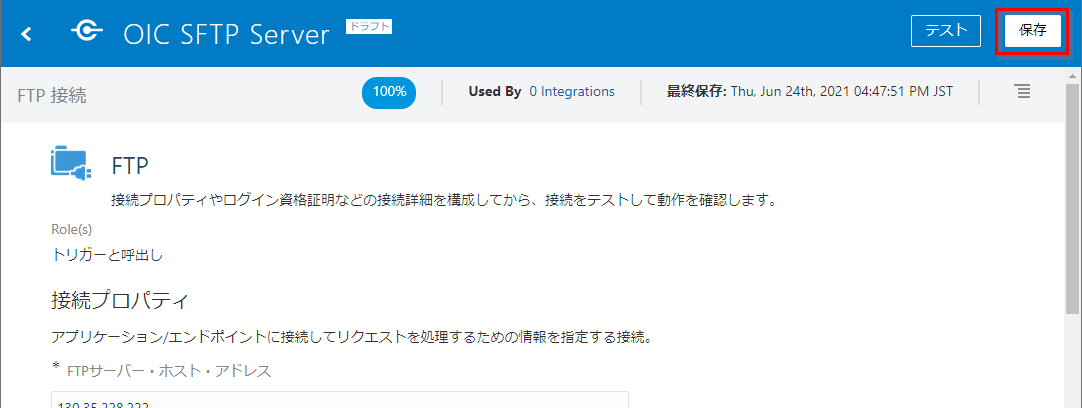 OIC SFTP Server ドラフト テスト 保存
FTP 接続 100% Used By 0 Integrations 最終保存: Thu, Jun 24th, 2021 04:47:51 PM JST
FTP
接続プロパティやログイン資格証明などの接続詳細を構成してから、接続をテストして動作を確認します。
Role(s)
トリガーと呼出し
接続プロパティ
アプリケーション/エンドポイントに接続してリクエストを処理するための情報を指定する接続。
* FTPサーバー・ホスト・アドレス
130.35.228.222